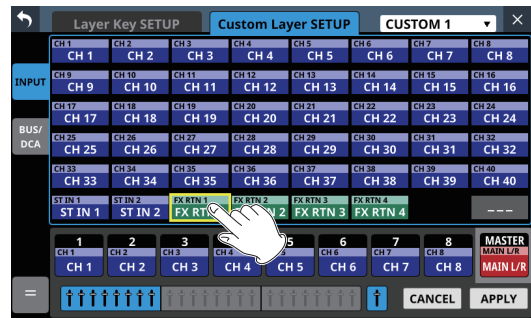 Layer Key SETUP Custom Layer SETUP CUSTOM 1
CH 1 CH 2 CH 3 CH 4 CH 5 CH 6 CH 7 CH 8
CH 1 CH 2 CH 3 CH 4 CH 5 CH 6 CH 7 CH 8
INPUT
CH 9 CH 10 CH 11 CH 12 CH 13 CH 14 CH 15 CH 16
CH 9 CH 10 CH 11 CH 12 CH 13 CH 14 CH 15 CH 16
CH 17 CH 18 CH 19 CH 20 CH 21 CH 22 CH 23 CH 24
CH 17 CH 18 CH 19 CH 20 CH 21 CH 22 CH 23 CH 24
BUS/
DCA
CH 25 CH 26 CH 27 CH 28 CH 29 CH 30 CH 31 CH 32
CH 25 CH 26 CH 27 CH 28 CH 29 CH 30 CH 31 CH 32
CH 33 CH 34 CH 35 CH 36 CH 37 CH 38 CH 39 CH 40
CH 33 CH 34 CH 35 CH 36 CH 37 CH 38 CH 39 CH 40
ST IN 1 ST IN 2 FX RTN 1 FX RTN 2 FX RTN 3 FX RTN 4
ST IN 1 ST IN 2 FX RT 2 FX RTN 3 FX RTN 4 ---
1 2 3 5 6 7 8 MASTER
CH 1 CH 2 CH 3 CH 4 CH 6 CH 7 CH 8 MAIN L/R
CH 1 CH 2 CH 3 CH 4 CH 5 CH 6 CH 7 CH 8 MAIN L/R
CANCEL APPLY